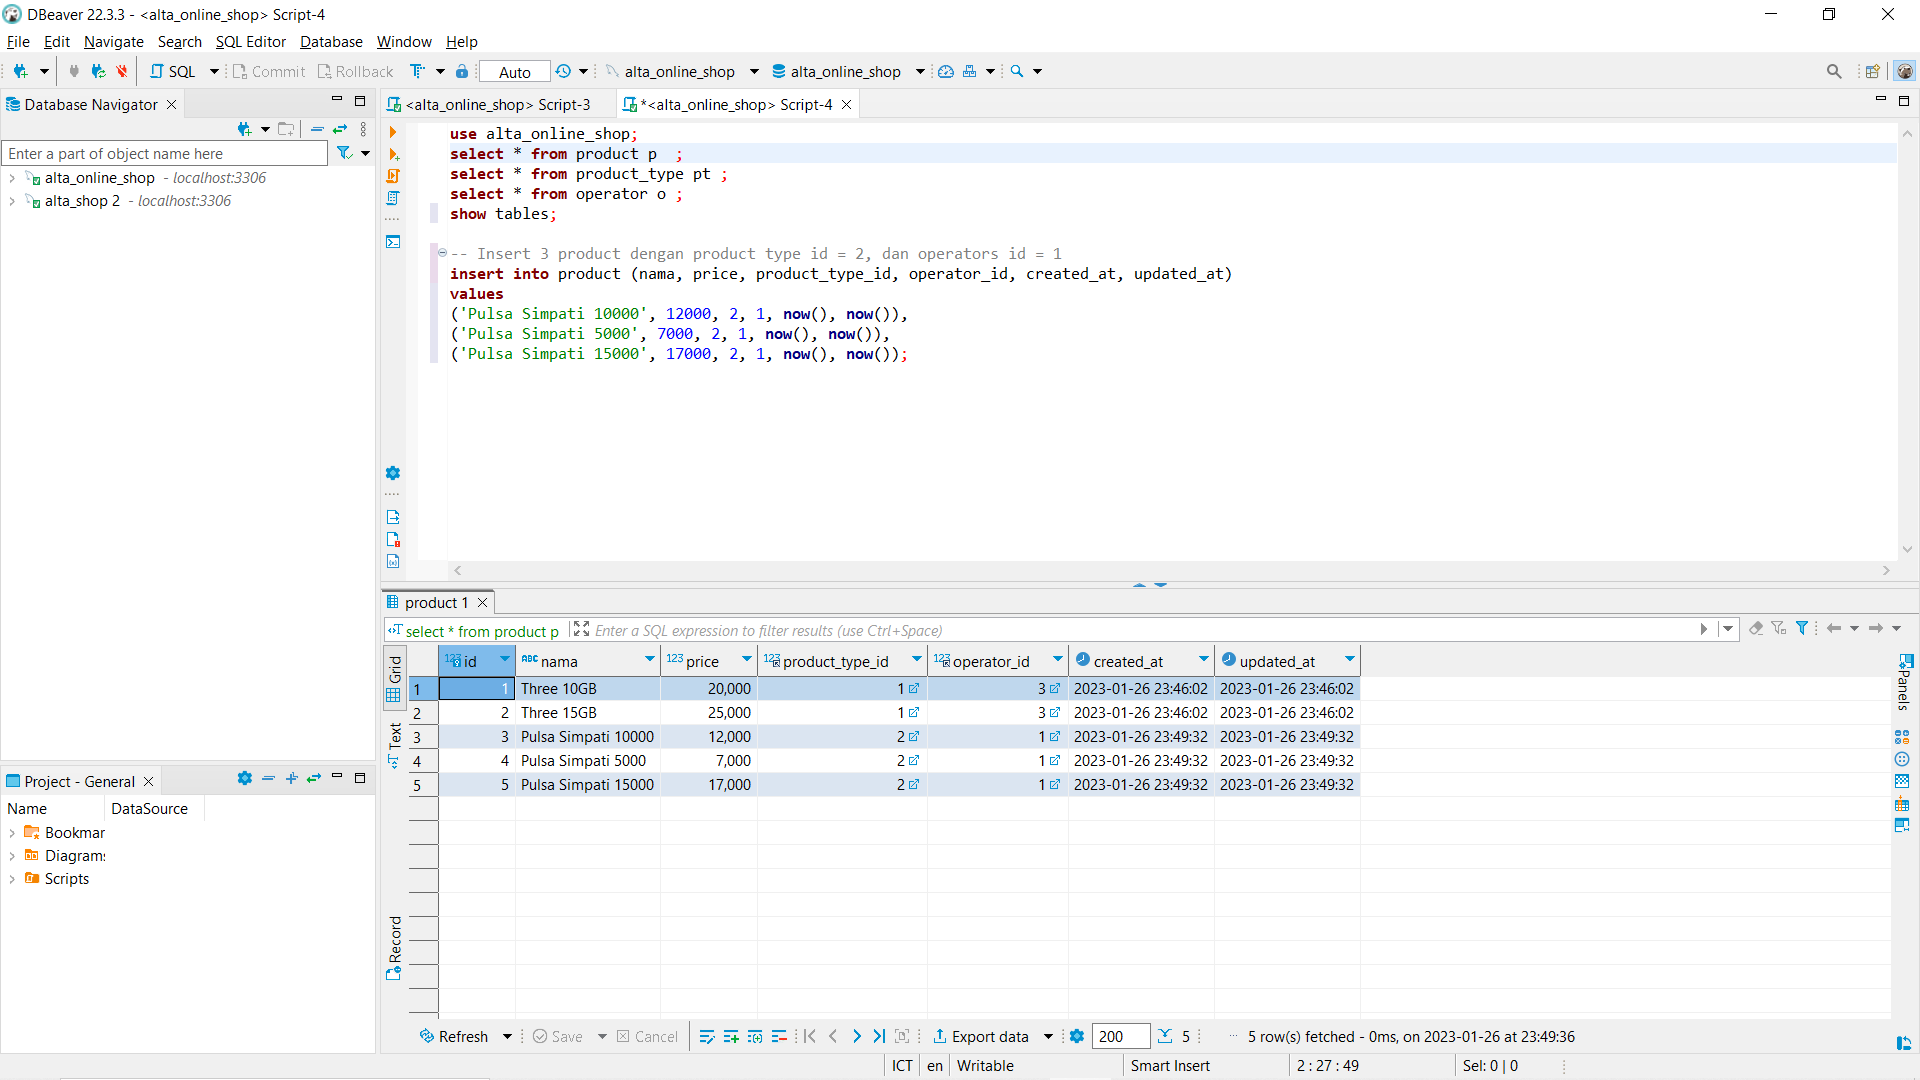 DBeaver 22.3.3 - <alta_online_shop> Script-4
File Edit Navigate Search SQL Editor Database Window Help
SQL Commit Rollback Auto alta_online_shop alta_online_shop
Database Navigator
Enter a part of object name here
alta_online_shop - localhost:3306
alta_shop 2 - localhost:3306
<alta_online_shop> Script-3 *<alta_online_shop> Script-4
use alta_online_shop;
select * from product p ;
select * from product_type pt ;
select * from operator o ;
show tables;
-- Insert 3 product dengan product type id = 2, dan operators id = 1
insert into product (nama, price, product_type_id, operator_id, created_at, updated_at)
values
('Pulsa Simpati 10000', 12000, 2, 1, now(), now()),
('Pulsa Simpati 5000', 7000, 2, 1, now(), now()),
('Pulsa Simpati 15000', 17000, 2, 1, now(), now());
Project - General
Name DataSource
Bookmar
Diagrams
Scripts
product 1
select * from product p Enter a SQL expression to filter results (use Ctrl+Space)
Grid
Text
Record
Panels
id nama price product_type_id operator_id created_at updated_at
1 1 Three 10GB 20,000 1 3 2023-01-26 23:46:02 2023-01-26 23:46:02
2 2 Three 15GB 25,000 1 3 2023-01-26 23:46:02 2023-01-26 23:46:02
3 3 Pulsa Simpati 10000 12,000 2 1 2023-01-26 23:49:32 2023-01-26 23:49:32
4 4 Pulsa Simpati 5000 7,000 2 1 2023-01-26 23:49:32 2023-01-26 23:49:32
5 5 Pulsa Simpati 15000 17,000 2 1 2023-01-26 23:49:32 2023-01-26 23:49:32
Refresh Save Cancel Export data 200 5 5 row(s) fetched - 0ms, on 2023-01-26 at 23:49:36
ICT en Writable Smart Insert 2 : 27 : 49 Sel: 0 | 0